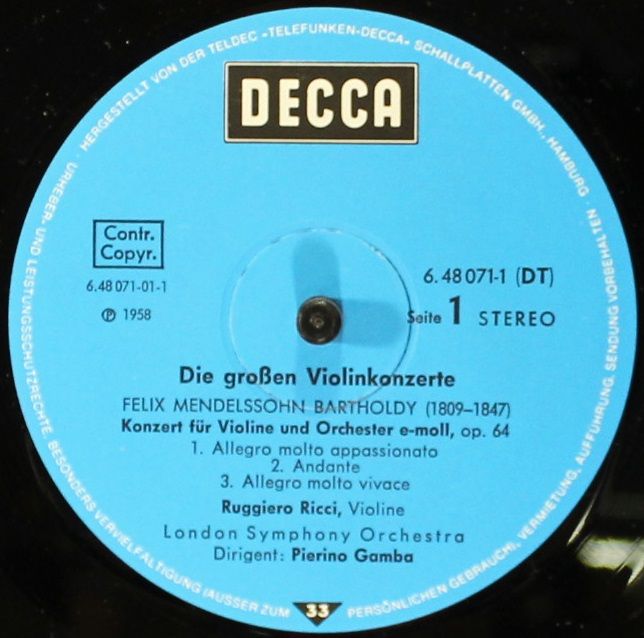 · HERGESTELLT VON DER TELDEC »TELEFUNKEN-DECCA« SCHALLPLATTEN GMBH., HAMBURG ·
DECCA
Contr.
Copyr.
6.48 071-01-1
Ⓟ 1958
6.48 071-1 (DT)
Seite 1 STEREO
Die großen Violinkonzerte
FELIX MENDELSSOHN BARTHOLDY (1809–1847)
Konzert für Violine und Orchester e-moll, op. 64
1. Allegro molto appassionato
2. Andante
3. Allegro molto vivace
Ruggiero Ricci, Violine
London Symphony Orchestra
Dirigent: Pierino Gamba
33
URHEBER- UND LEISTUNGSSCHUTZRECHTE, BESONDERS VERVIELFÄLTIGUNG (AUSSER ZUM PERSÖNLICHEN GEBRAUCH), VERMIETUNG, AUFFÜHRUNG, SENDUNG VORBEHALTEN